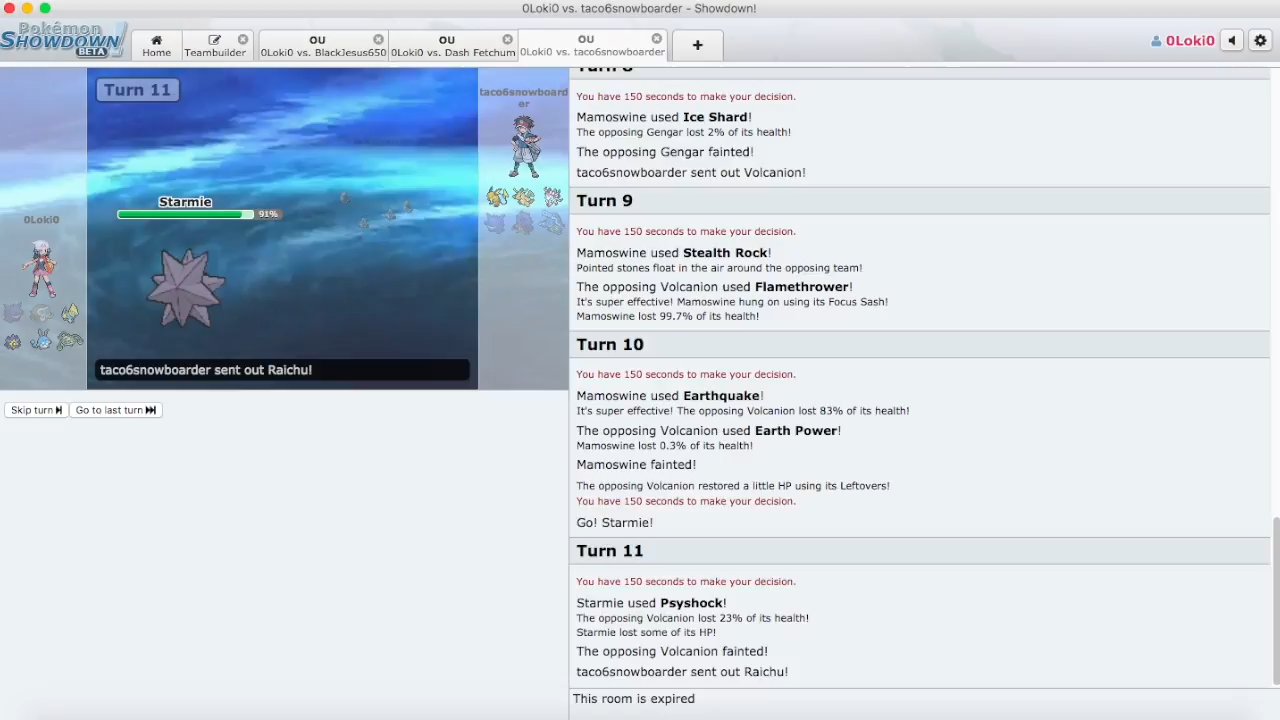 0Loki0 vs. taco6snowboarder - Showdown!
Pokémon
SHOWDOWN
BETA
Home
Teambuilder
OU
0Loki0 vs. BlackJesus650
OU
0Loki0 vs. Dash Fetchum
OU
0Loki0 vs. taco6snowboarder
+
0Loki0
Turn 11
taco6snowboard
er
Starmie
91%
0Loki0
taco6snowboarder sent out Raichu!
Skip turn
Go to last turn
Turn 8
You have 150 seconds to make your decision.
Mamoswine used Ice Shard!
The opposing Gengar lost 2% of its health!
The opposing Gengar fainted!
taco6snowboarder sent out Volcanion!
Turn 9
You have 150 seconds to make your decision.
Mamoswine used Stealth Rock!
Pointed stones float in the air around the opposing team!
The opposing Volcanion used Flamethrower!
It's super effective! Mamoswine hung on using its Focus Sash!
Mamoswine lost 99.7% of its health!
Turn 10
You have 150 seconds to make your decision.
Mamoswine used Earthquake!
It's super effective! The opposing Volcanion lost 83% of its health!
The opposing Volcanion used Earth Power!
Mamoswine lost 0.3% of its health!
Mamoswine fainted!
The opposing Volcanion restored a little HP using its Leftovers!
You have 150 seconds to make your decision.
Go! Starmie!
Turn 11
You have 150 seconds to make your decision.
Starmie used Psyshock!
The opposing Volcanion lost 23% of its health!
Starmie lost some of its HP!
The opposing Volcanion fainted!
taco6snowboarder sent out Raichu!
This room is expired